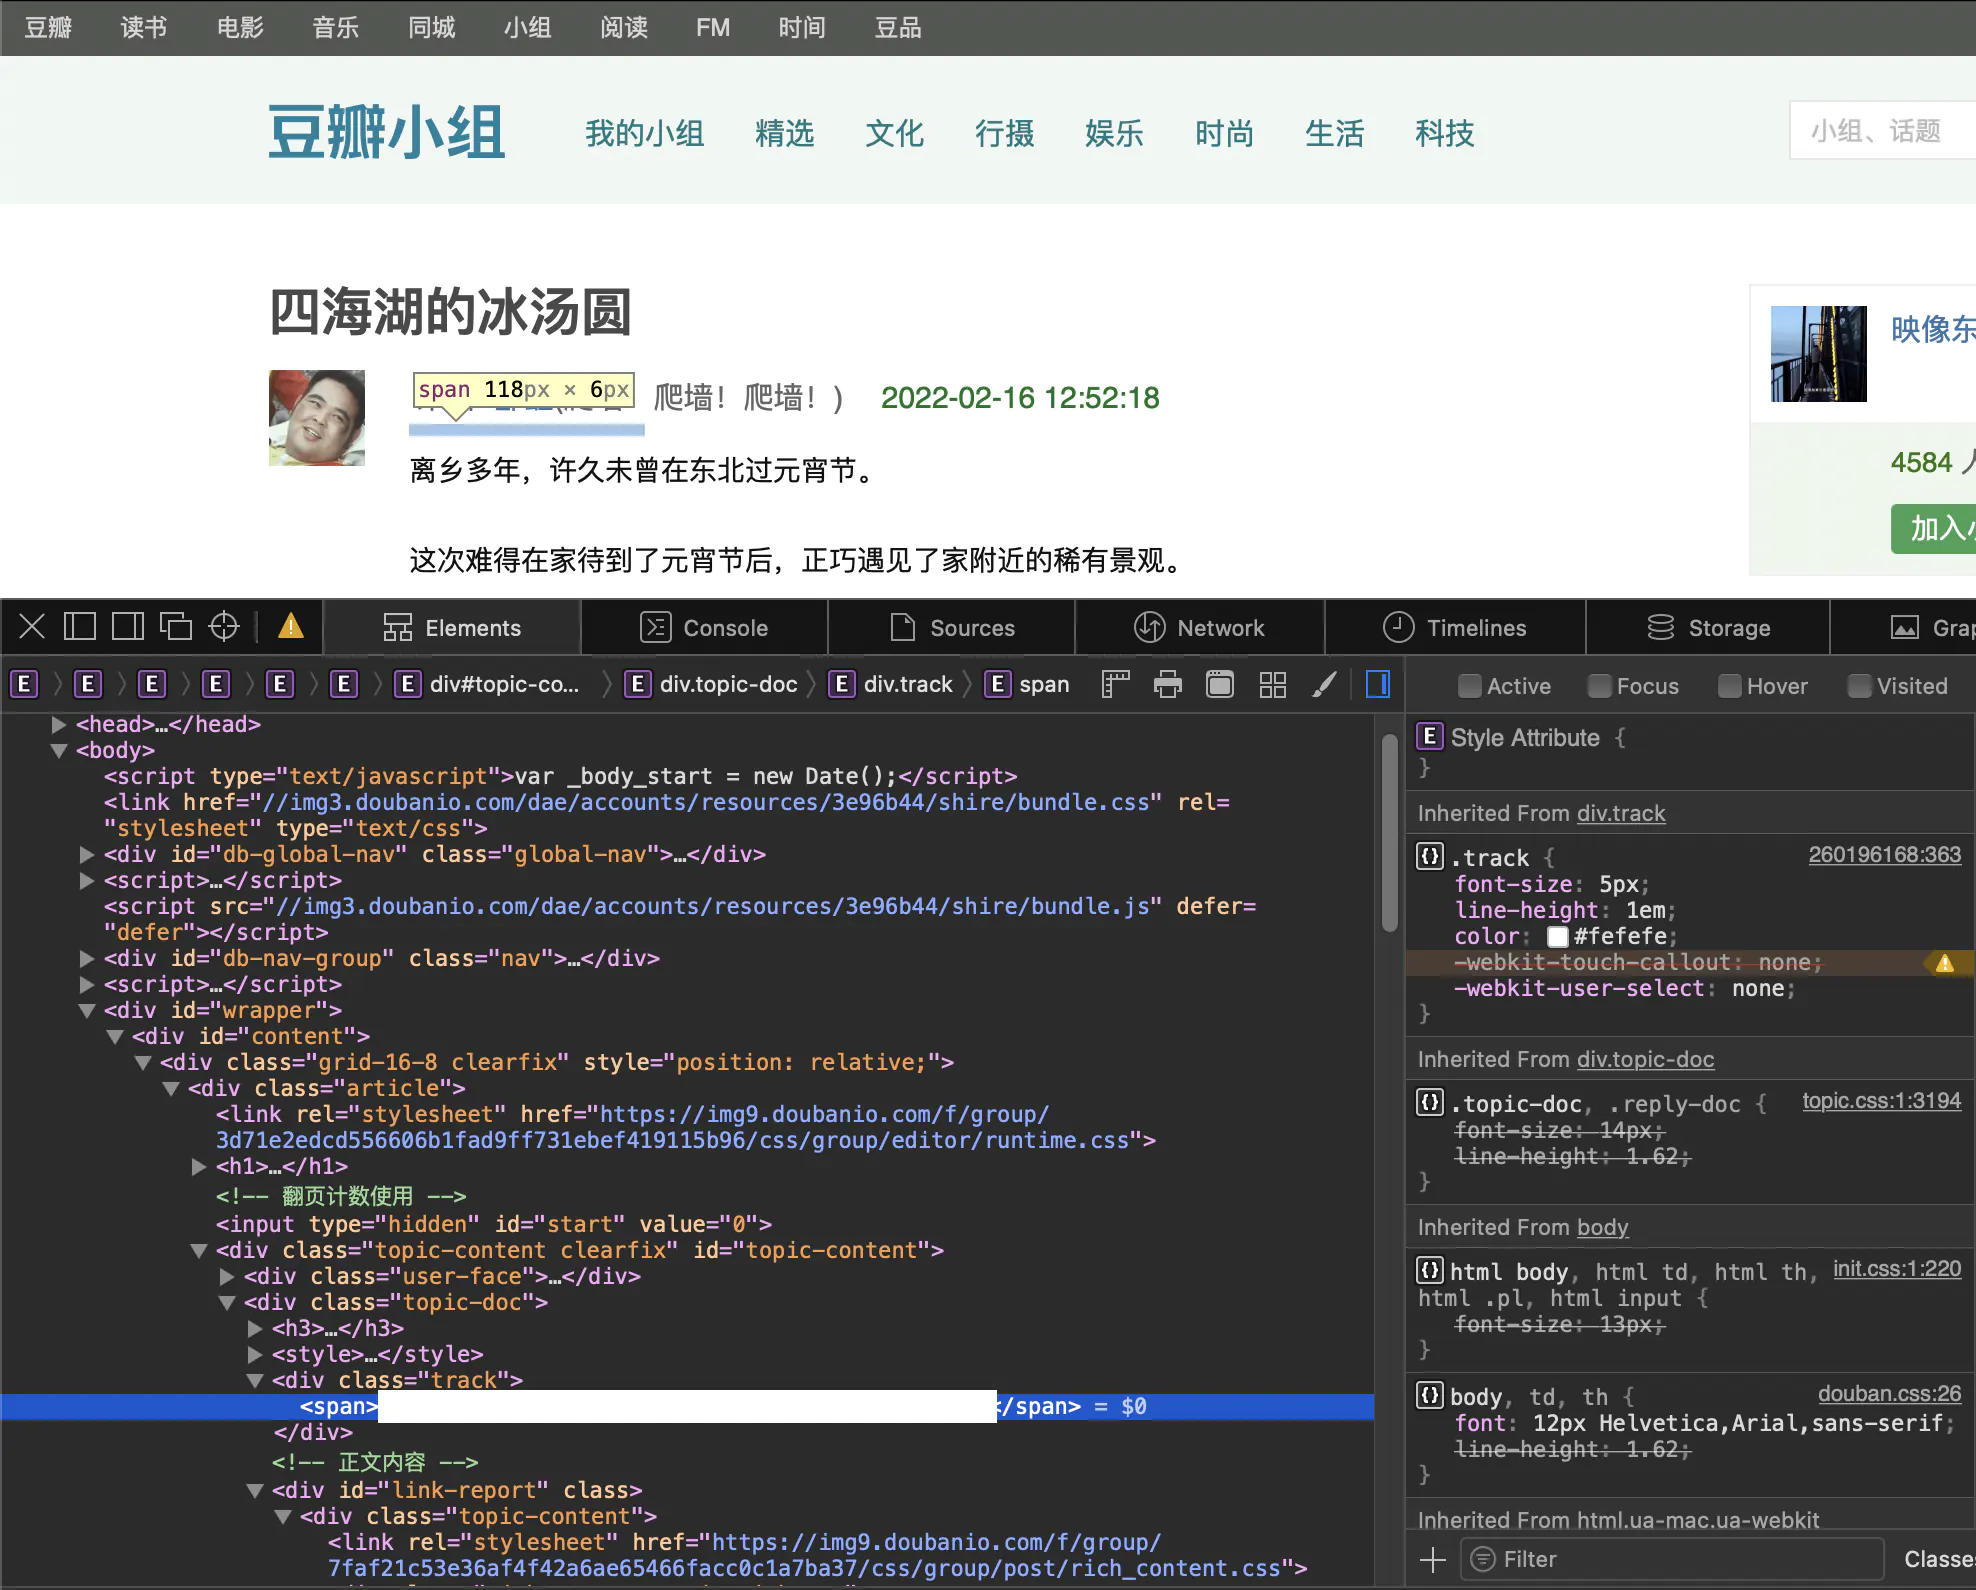 豆瓣 读书 电影 音乐 同城 小组 阅读 FM 时间 豆品
豆瓣小组 我的小组 精选 文化 行摄 娱乐 时尚 生活 科技 小组、话题
四海湖的冰汤圆
span 118px × 6px 爬墙！爬墙！) 2022-02-16 12:52:18
离乡多年，许久未曾在东北过元宵节。
这次难得在家待到了元宵节后，正巧遇见了家附近的稀有景观。
映像东
4584
加入
Elements Console Sources Network Timelines Storage Grap
E E E E E E E div#topic-co... E div.topic-doc E div.track E span
Active Focus Hover Visited
<head>…</head>
<body>
<script type="text/javascript">var _body_start = new Date();</script>
<link href="//img3.doubanio.com/dae/accounts/resources/3e96b44/shire/bundle.css" rel=
"stylesheet" type="text/css">
<div id="db-global-nav" class="global-nav">…</div>
<script>…</script>
<script src="//img3.doubanio.com/dae/accounts/resources/3e96b44/shire/bundle.js" defer=
"defer"></script>
<div id="db-nav-group" class="nav">…</div>
<script>…</script>
<div id="wrapper">
<div id="content">
<div class="grid-16-8 clearfix" style="position: relative;">
<div class="article">
<link rel="stylesheet" href="https://img9.doubanio.com/f/group/
3d71e2edcd556606b1fad9ff731ebef419115b96/css/group/editor/runtime.css">
<h1>…</h1>
<!-- 翻页计数使用 -->
<input type="hidden" id="start" value="0">
<div class="topic-content clearfix" id="topic-content">
<div class="user-face">…</div>
<div class="topic-doc">
<h3>…</h3>
<style>…</style>
<div class="track">
<span> </span> = $0
</div>
<!-- 正文内容 -->
<div id="link-report" class>
<div class="topic-content">
<link rel="stylesheet" href="https://img9.doubanio.com/f/group/
7faf21c53e36af4f42a6ae65466facc0c1a7ba37/css/group/post/rich_content.css">
E Style Attribute {
}
Inherited From div.track
{} .track { 260196168:363
font-size: 5px;
line-height: 1em;
color: #fefefe;
-webkit-touch-callout: none;
-webkit-user-select: none;
}
Inherited From div.topic-doc
{} .topic-doc, .reply-doc { topic.css:1:3194
font-size: 14px;
line-height: 1.62;
}
Inherited From body
{} html body, html td, html th, init.css:1:220
html .pl, html input {
font-size: 13px;
}
{} body, td, th { douban.css:26
font: 12px Helvetica,Arial,sans-serif;
line-height: 1.62;
}
Inherited From html.ua-mac.ua-webkit
Filter Classes